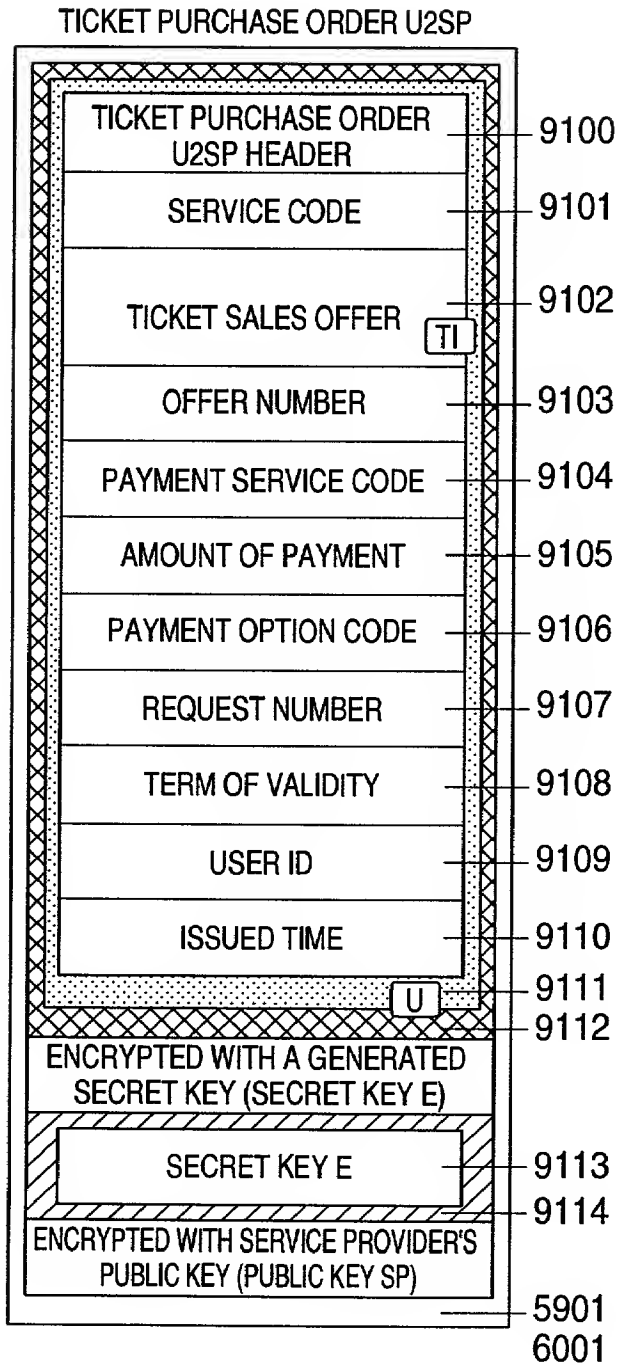 TICKET PURCHASE ORDER U2SP
TICKET PURCHASE ORDER
U2SP HEADER
9100
SERVICE CODE
9101
TICKET SALES OFFER
9102
TI
OFFER NUMBER
9103
PAYMENT SERVICE CODE
9104
AMOUNT OF PAYMENT
9105
PAYMENT OPTION CODE
9106
REQUEST NUMBER
9107
TERM OF VALIDITY
9108
USER ID
9109
ISSUED TIME
9110
U
9111
9112
ENCRYPTED WITH A GENERATED
SECRET KEY (SECRET KEY E)
SECRET KEY E
9113
9114
ENCRYPTED WITH SERVICE PROVIDER'S
PUBLIC KEY (PUBLIC KEY SP)
5901
6001